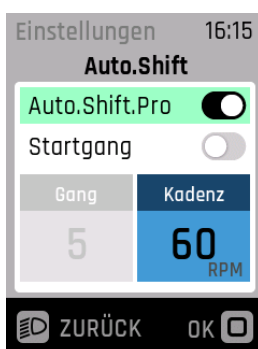 Einstellungen 16:15
Auto.Shift
Auto.Shift.Pro
Startgang
Gang Kadenz
5 60
RPM
ZURÜCK OK